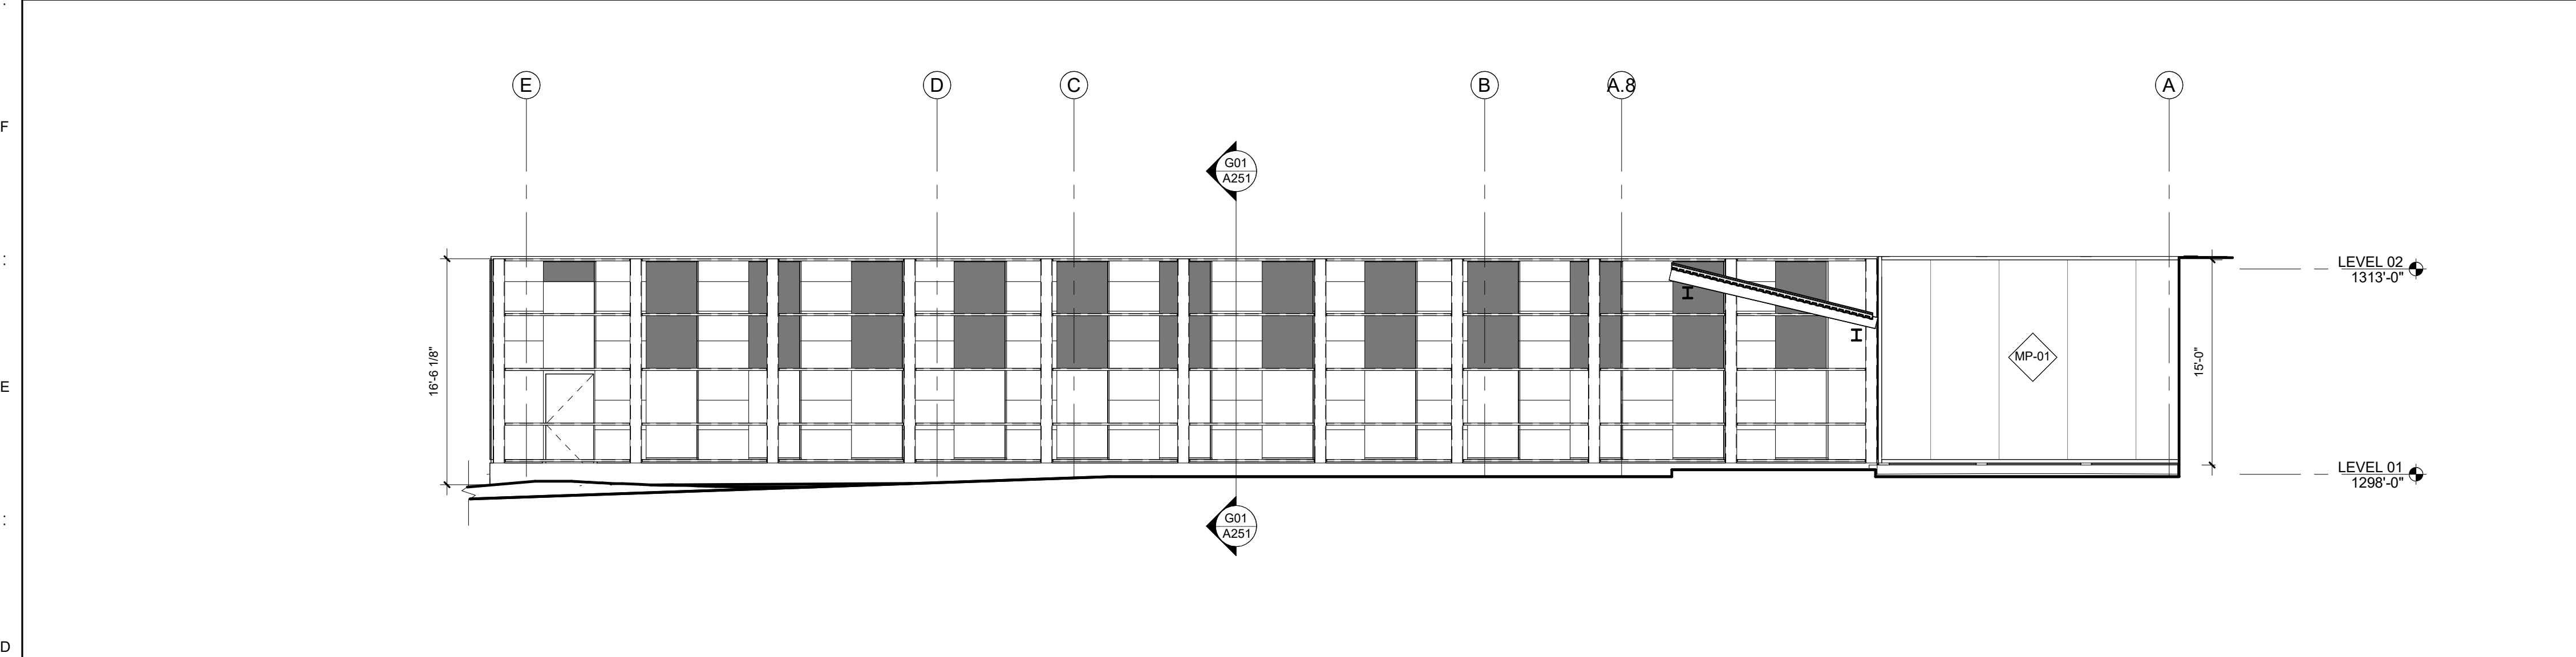 E D C B A.8 A
F
G01
A251
LEVEL 02
1313'-0"
16'-6 1/8"
MP-01
15'-0"
E
LEVEL 01
1298'-0"
G01
A251
D